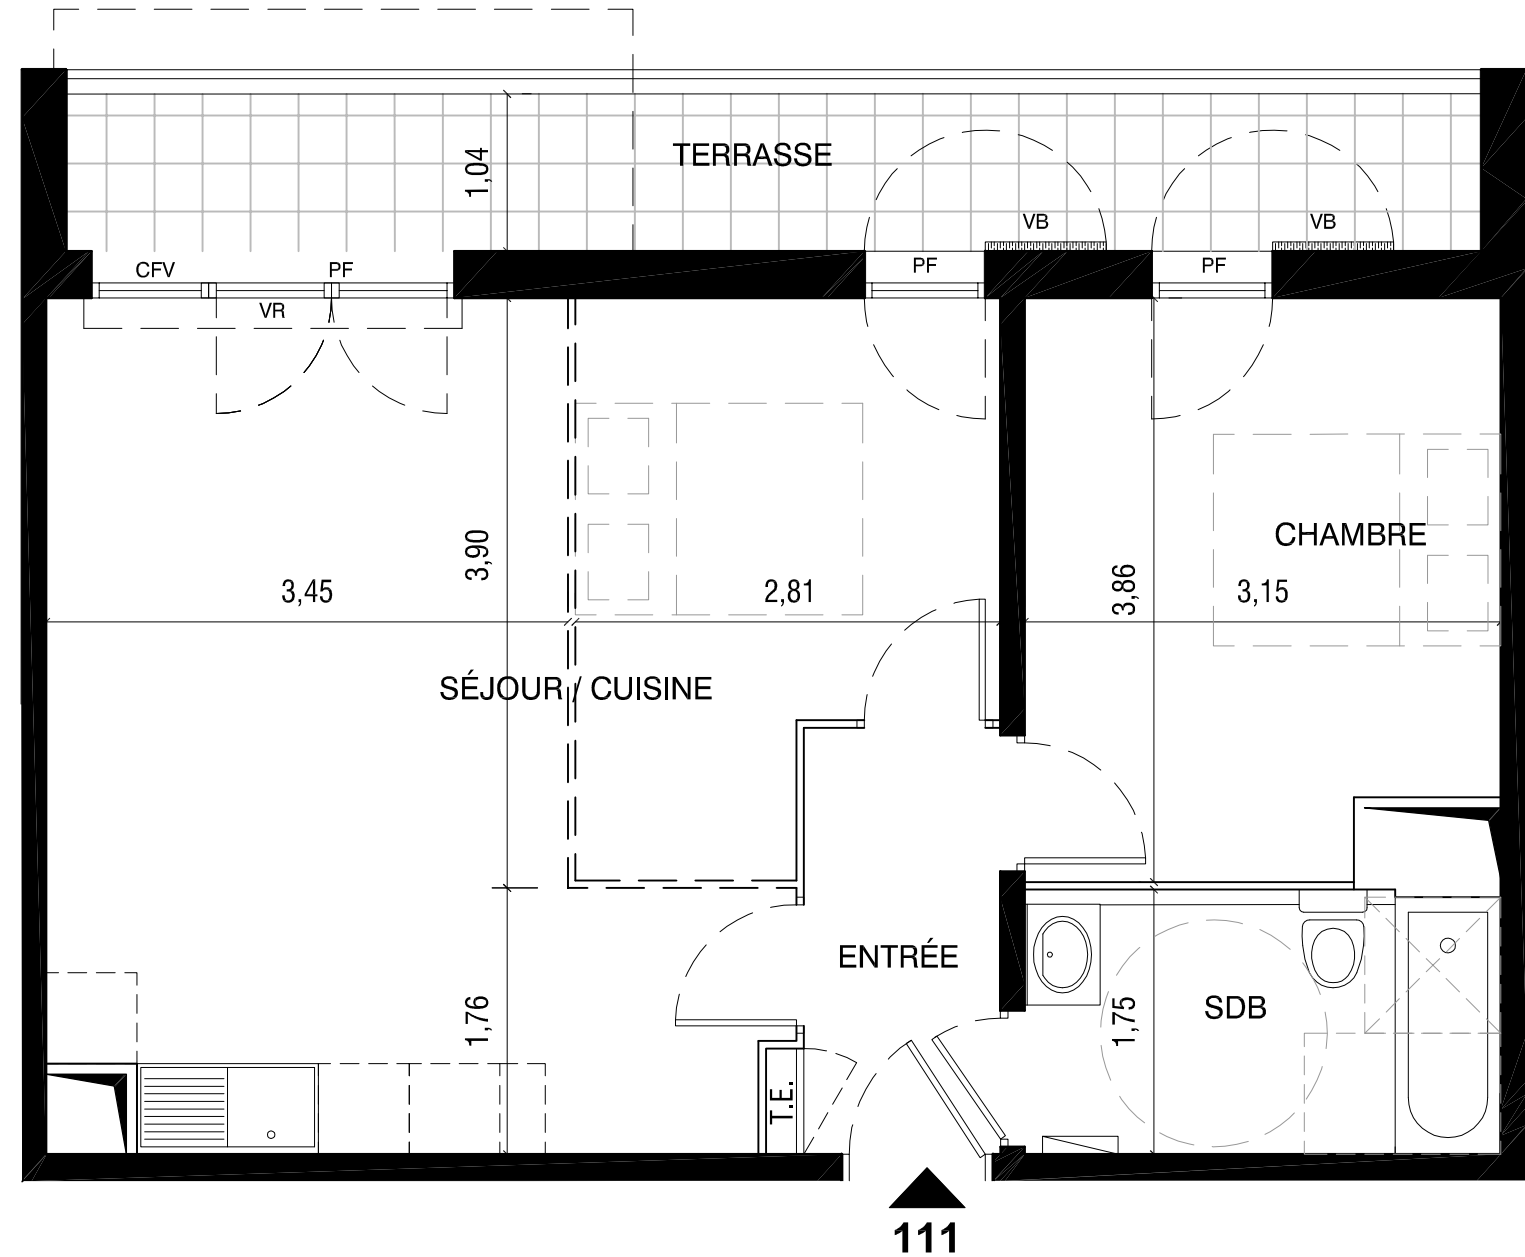 1,04
TERRASSE
VB
VB
CFV
PF
PF
PF
VR
3,90
CHAMBRE
3,45
2,81
3,86
3,15
SÉJOUR / CUISINE
ENTRÉE
1,76
1,75
SDB
T.E.
111